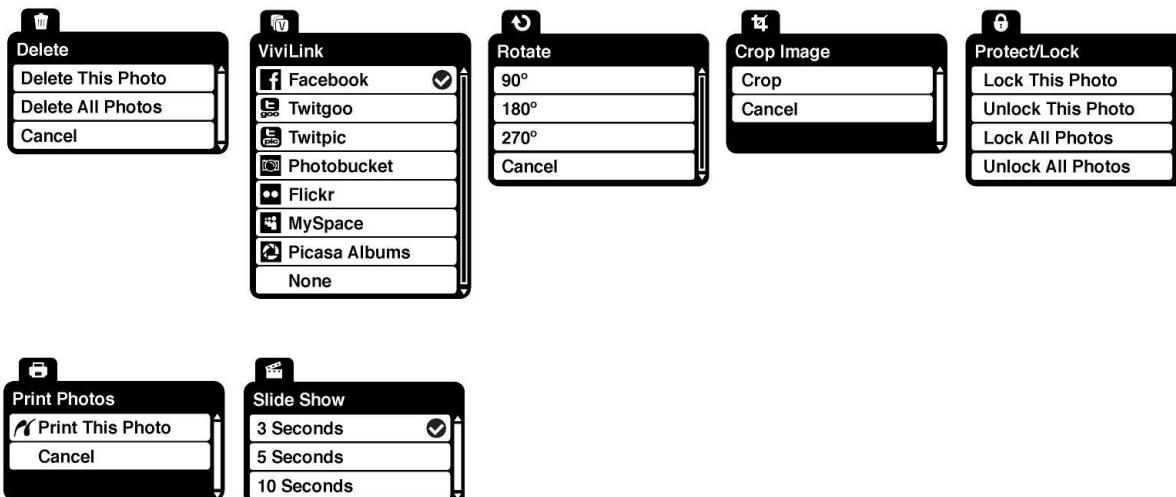 Delete
Delete This Photo
Delete All Photos
Cancel
ViviLink
Facebook
Twitgoo
Twitpic
Photobucket
Flickr
MySpace
Picasa Albums
None
Rotate
90°
180°
270°
Cancel
Crop Image
Crop
Cancel
Protect/Lock
Lock This Photo
Unlock This Photo
Lock All Photos
Unlock All Photos
Print Photos
Print This Photo
Cancel
Slide Show
3 Seconds
5 Seconds
10 Seconds